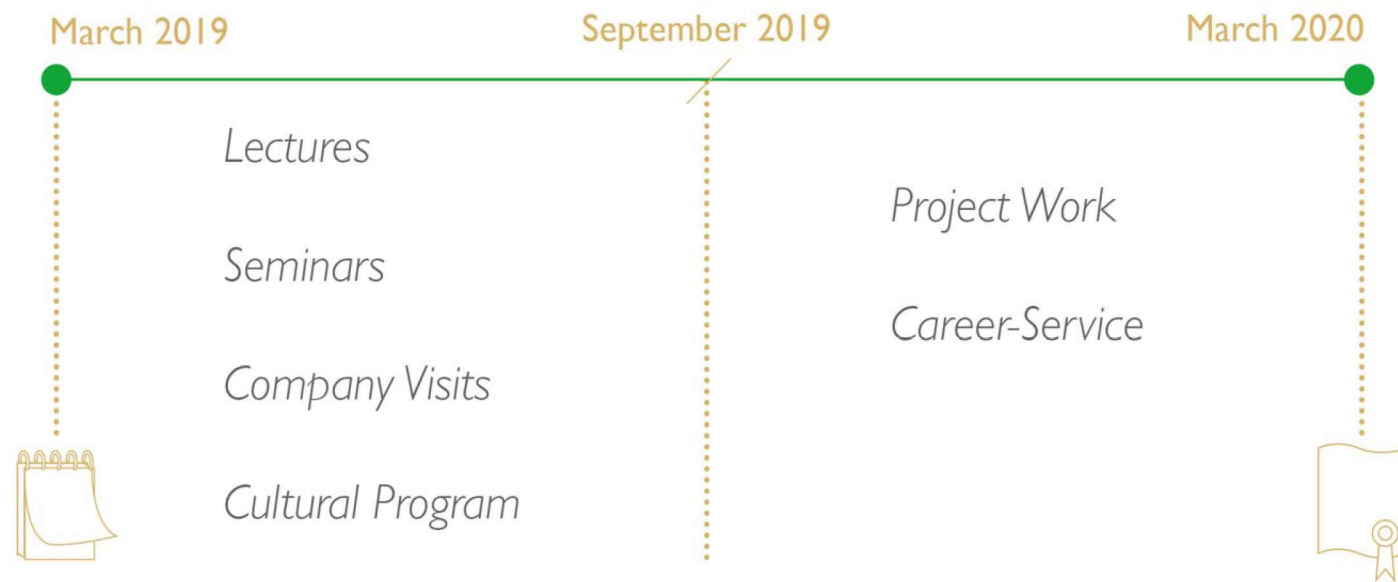 March 2019
September 2019
March 2020
Lectures
Seminars
Company Visits
Cultural Program
Project Work
Career-Service